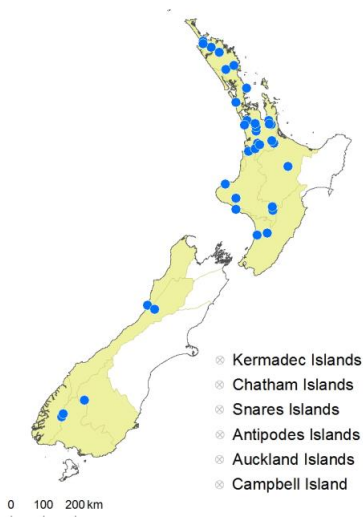 ⊗ Kermadec Islands
⊗ Chatham Islands
⊗ Snares Islands
⊗ Antipodes Islands
⊗ Auckland Islands
⊗ Campbell Island
0 100 200 km